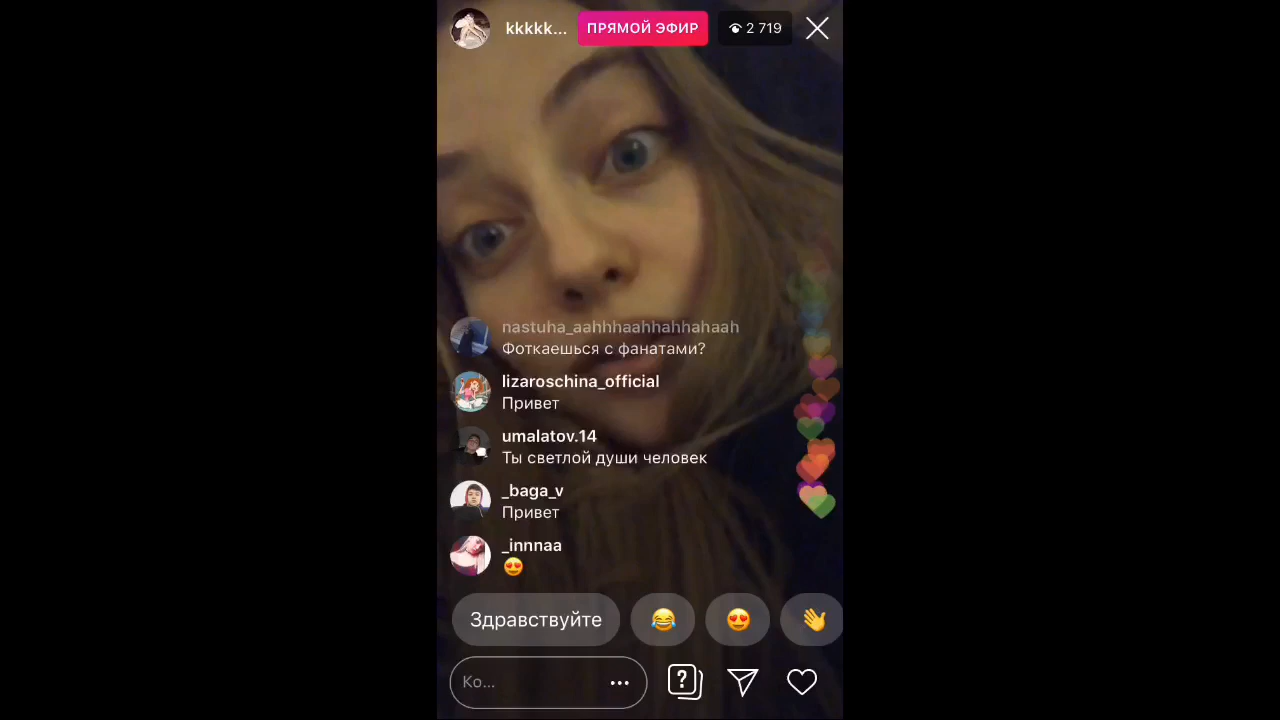 kkkkk... ПРЯМОЙ ЭФИР 2 719
nastuha_aahhhaahhahhahaah
Фоткаешься с фанатами?
lizaroschina_official
Привет
umalatov.14
Ты светлой души человек
_baga_v
Привет
_innnaa
😍
Здравствуйте 😂 😍 👋
Ко...